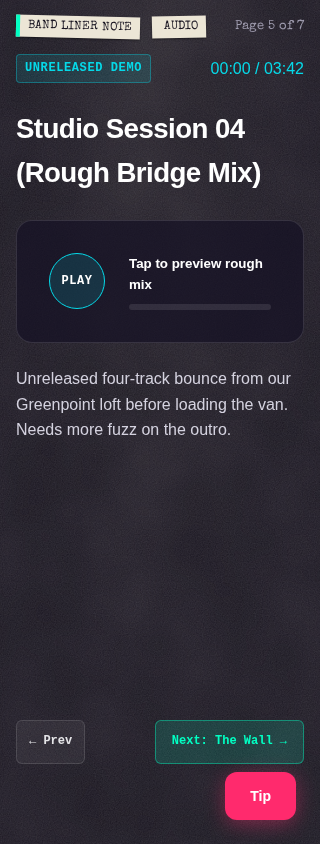 BAND LINER NOTE AUDIO Page 5 of 7
UNRELEASED DEMO 00:00 / 03:42
Studio Session 04
(Rough Bridge Mix)
PLAY
Tap to preview rough
mix
Unreleased four-track bounce from our
Greenpoint loft before loading the van.
Needs more fuzz on the outro.
← Prev
Next: The Wall →
Tip